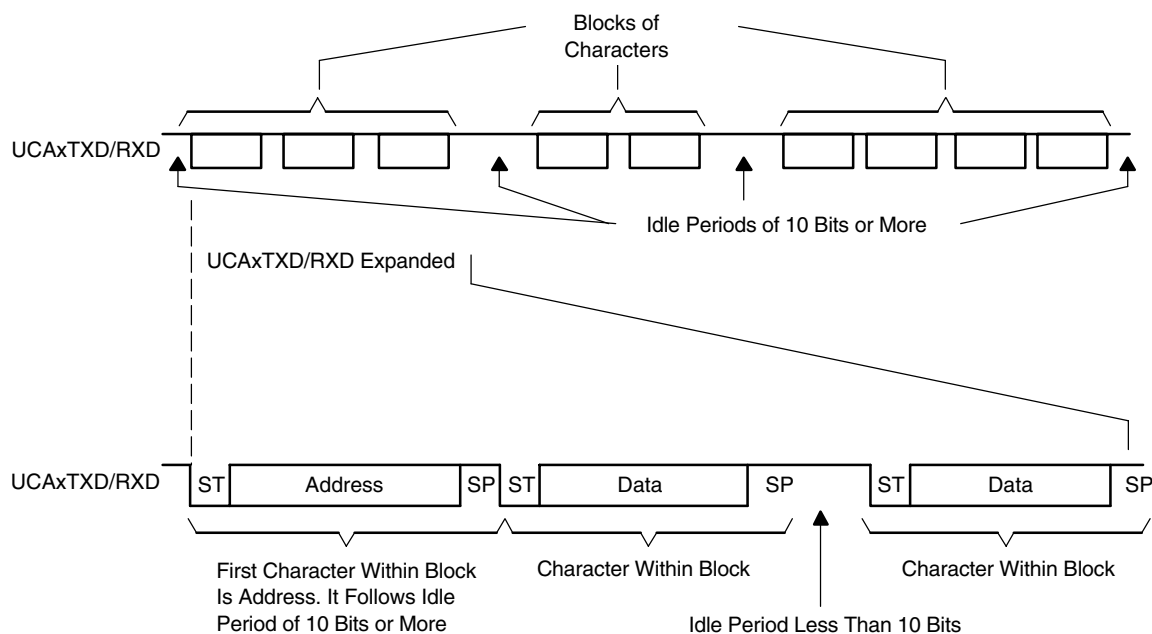 Blocks of
Characters
UCAxTXD/RXD
Idle Periods of 10 Bits or More
UCAxTXD/RXD Expanded
UCAxTXD/RXD
ST
Address
SP
ST
Data
SP
ST
Data
SP
First Character Within Block
Is Address. It Follows Idle
Period of 10 Bits or More
Character Within Block
Character Within Block
Idle Period Less Than 10 Bits